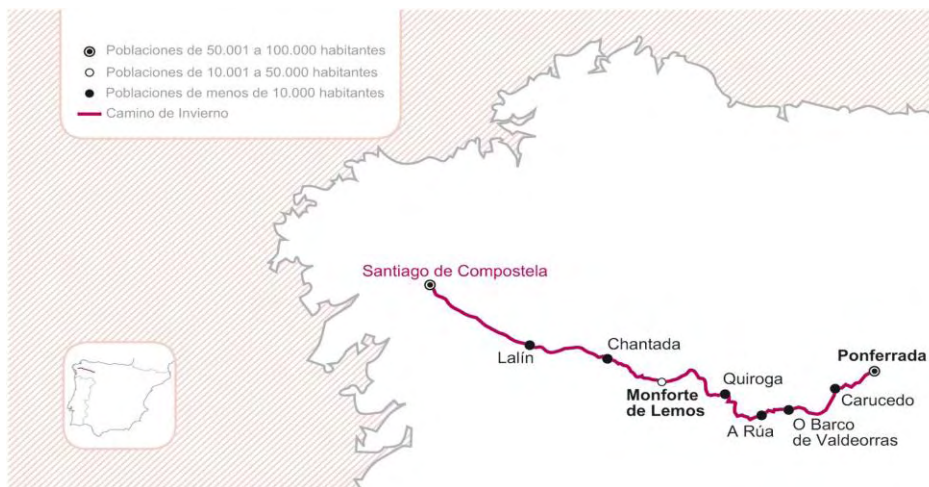 Poblaciones de 50.001 a 100.000 habitantes
Poblaciones de 10.001 a 50.000 habitantes
Poblaciones de menos de 10.000 habitantes
Camino de Invierno
Santiago de Compostela
Lalín
Chantada
Monforte
de Lemos
Quiroga
A Rúa
O Barco
de Valdeorras
Carucedo
Ponferrada